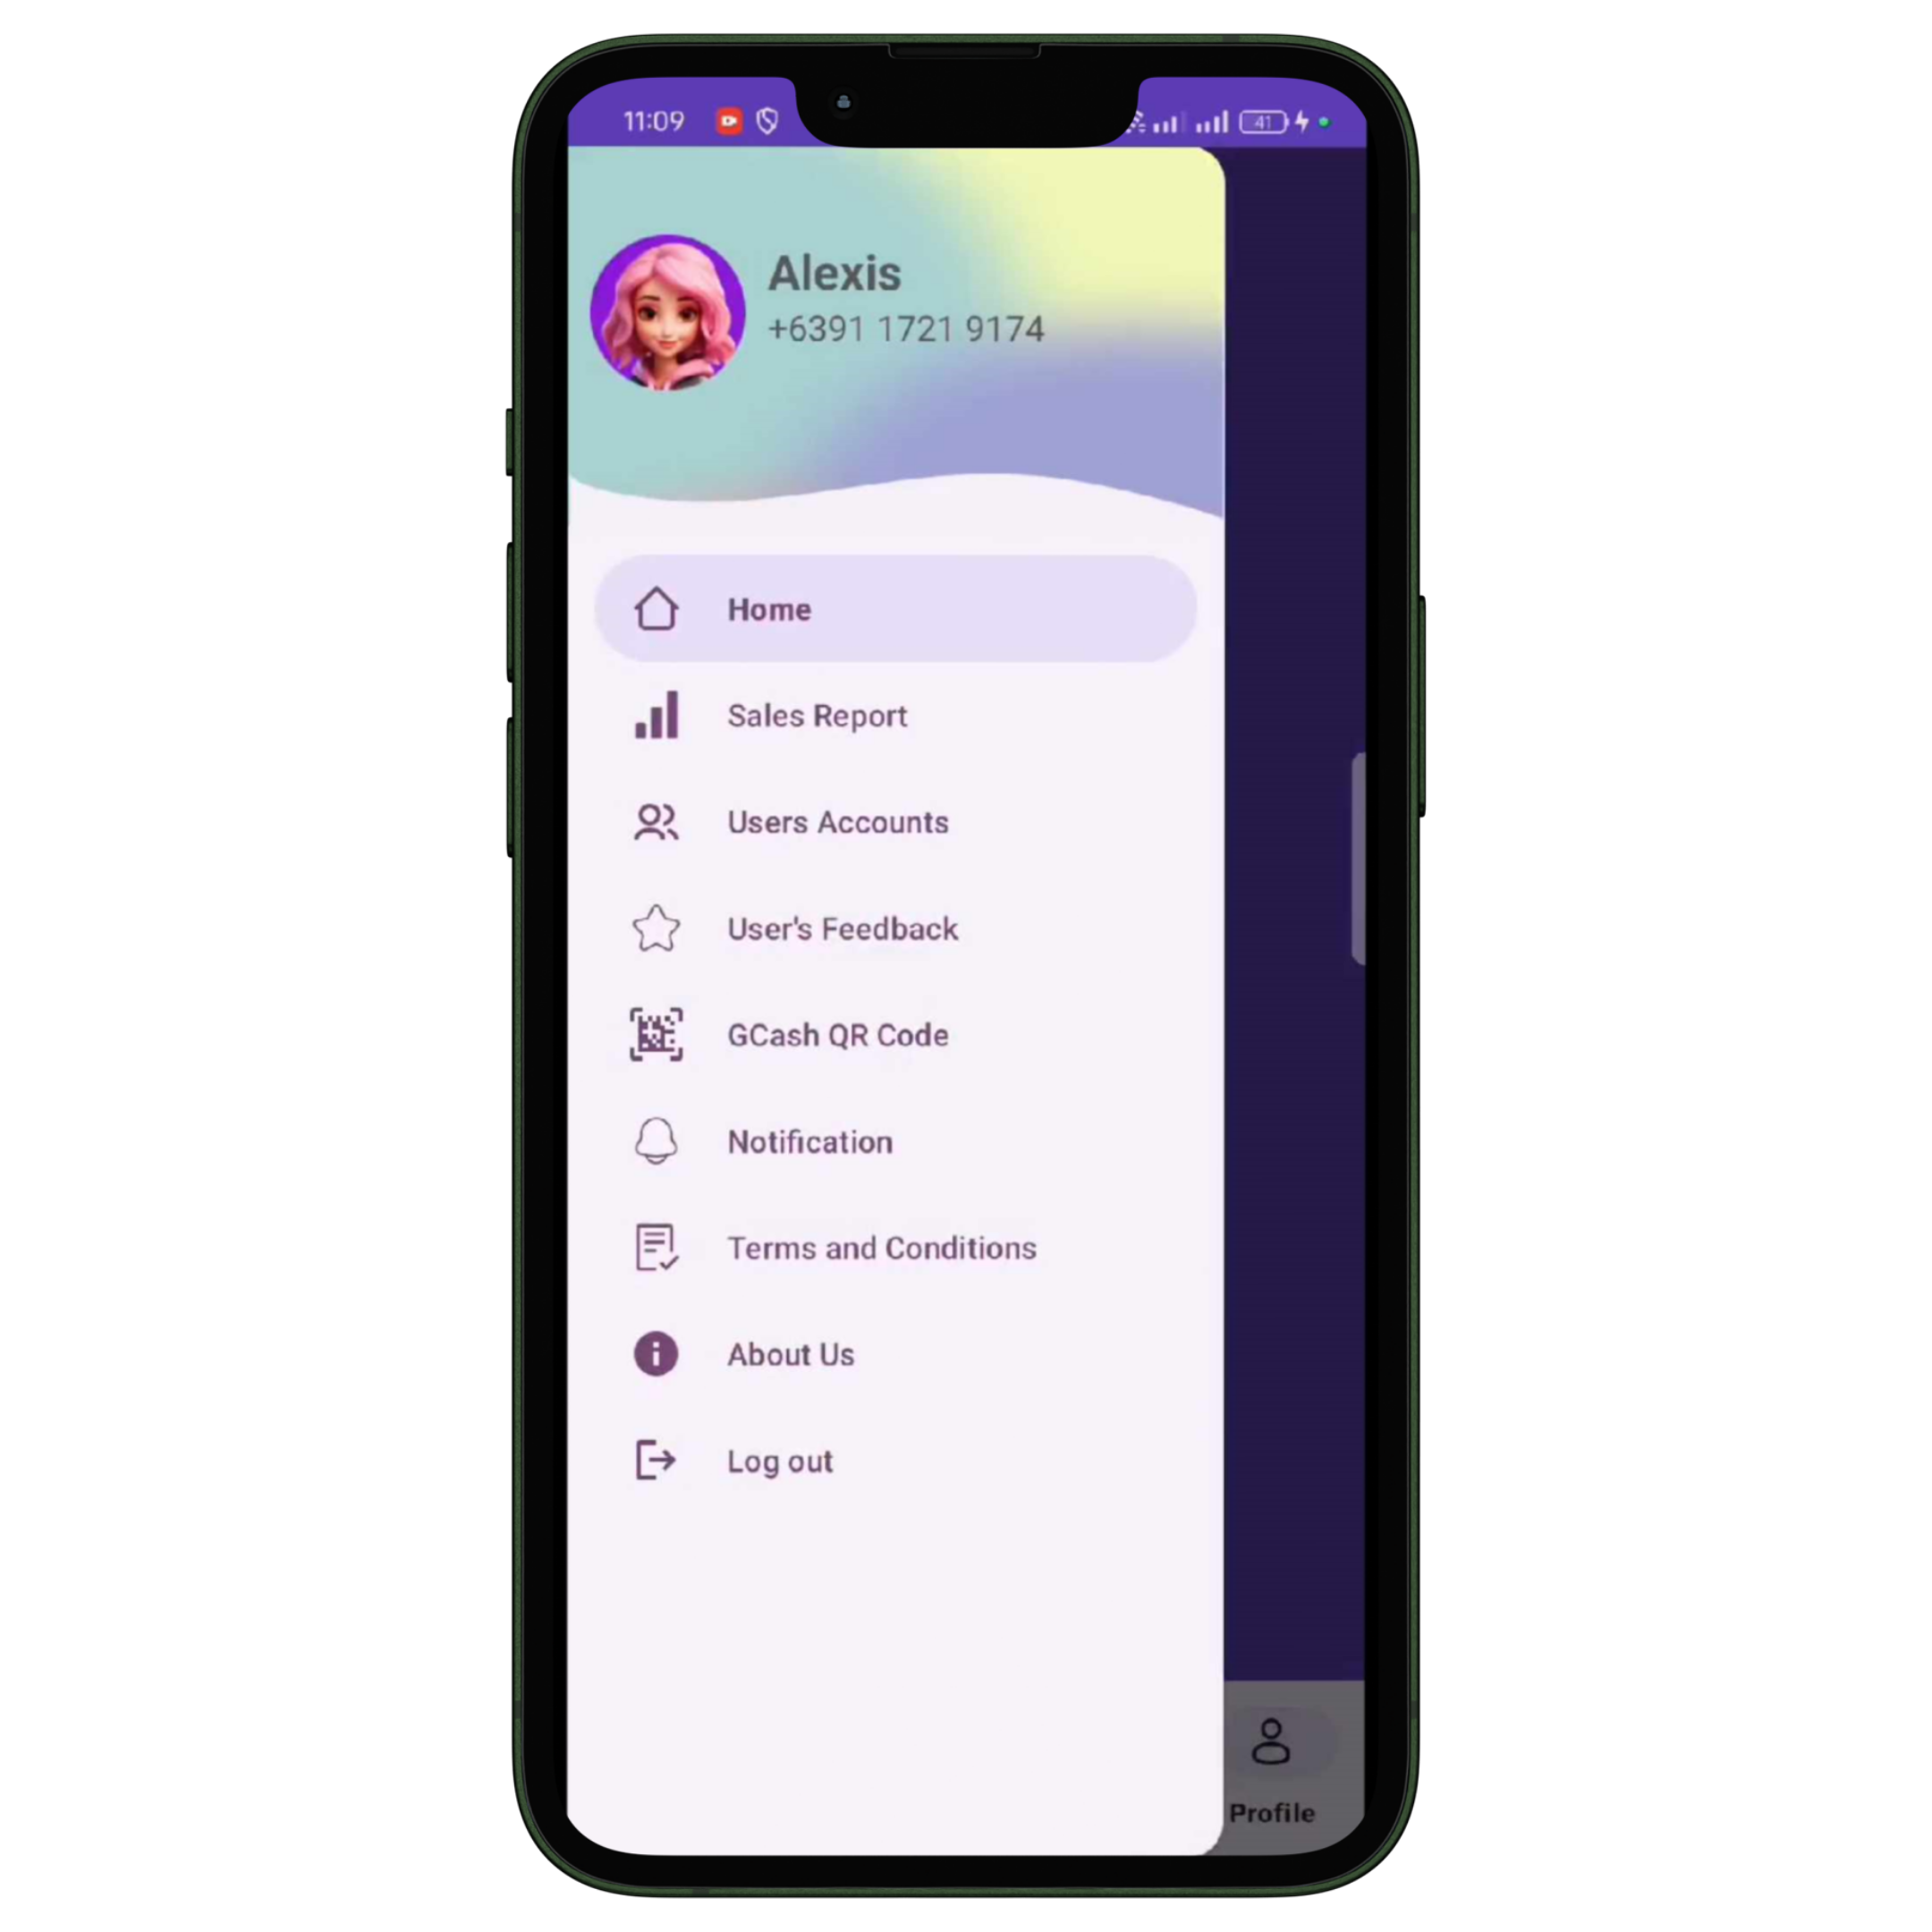 11:09
41
Alexis
+6391 1721 9174
Home
Sales Report
Users Accounts
User's Feedback
GCash QR Code
Notification
Terms and Conditions
About Us
Log out
Profile